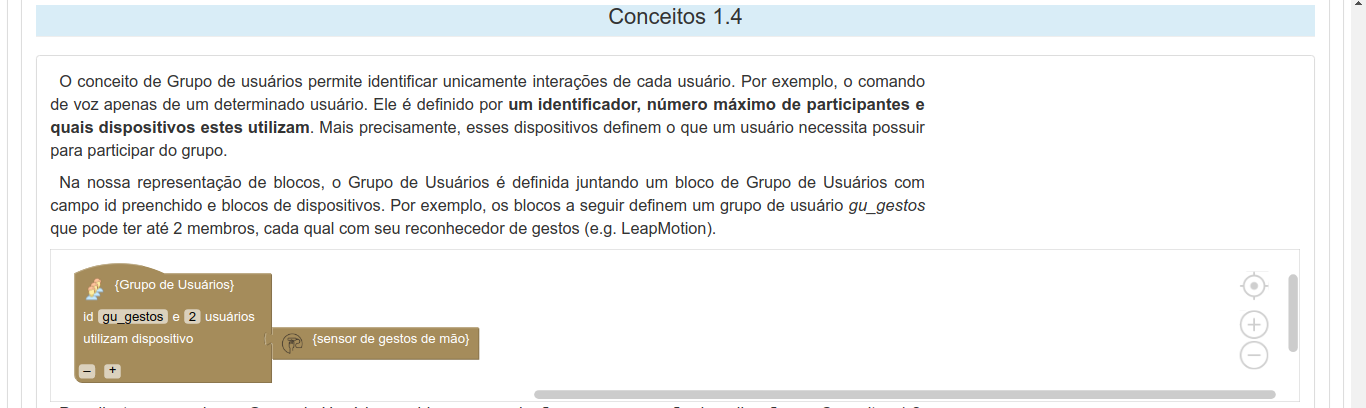 Conceitos 1.4
O conceito de Grupo de usuários permite identificar unicamente interações de cada usuário. Por exemplo, o comando
de voz apenas de um determinado usuário. Ele é definido por um identificador, número máximo de participantes e
quais dispositivos estes utilizam. Mais precisamente, esses dispositivos definem o que um usuário necessita possuir
para participar do grupo.
Na nossa representação de blocos, o Grupo de Usuários é definida juntando um bloco de Grupo de Usuários com
campo id preenchido e blocos de dispositivos. Por exemplo, os blocos a seguir definem um grupo de usuário gu_gestos
que pode ter até 2 membros, cada qual com seu reconhecedor de gestos (e.g. LeapMotion).
{Grupo de Usuários}
id gu_gestos e 2 usuários
utilizam dispositivo
{sensor de gestos de mão}
– +